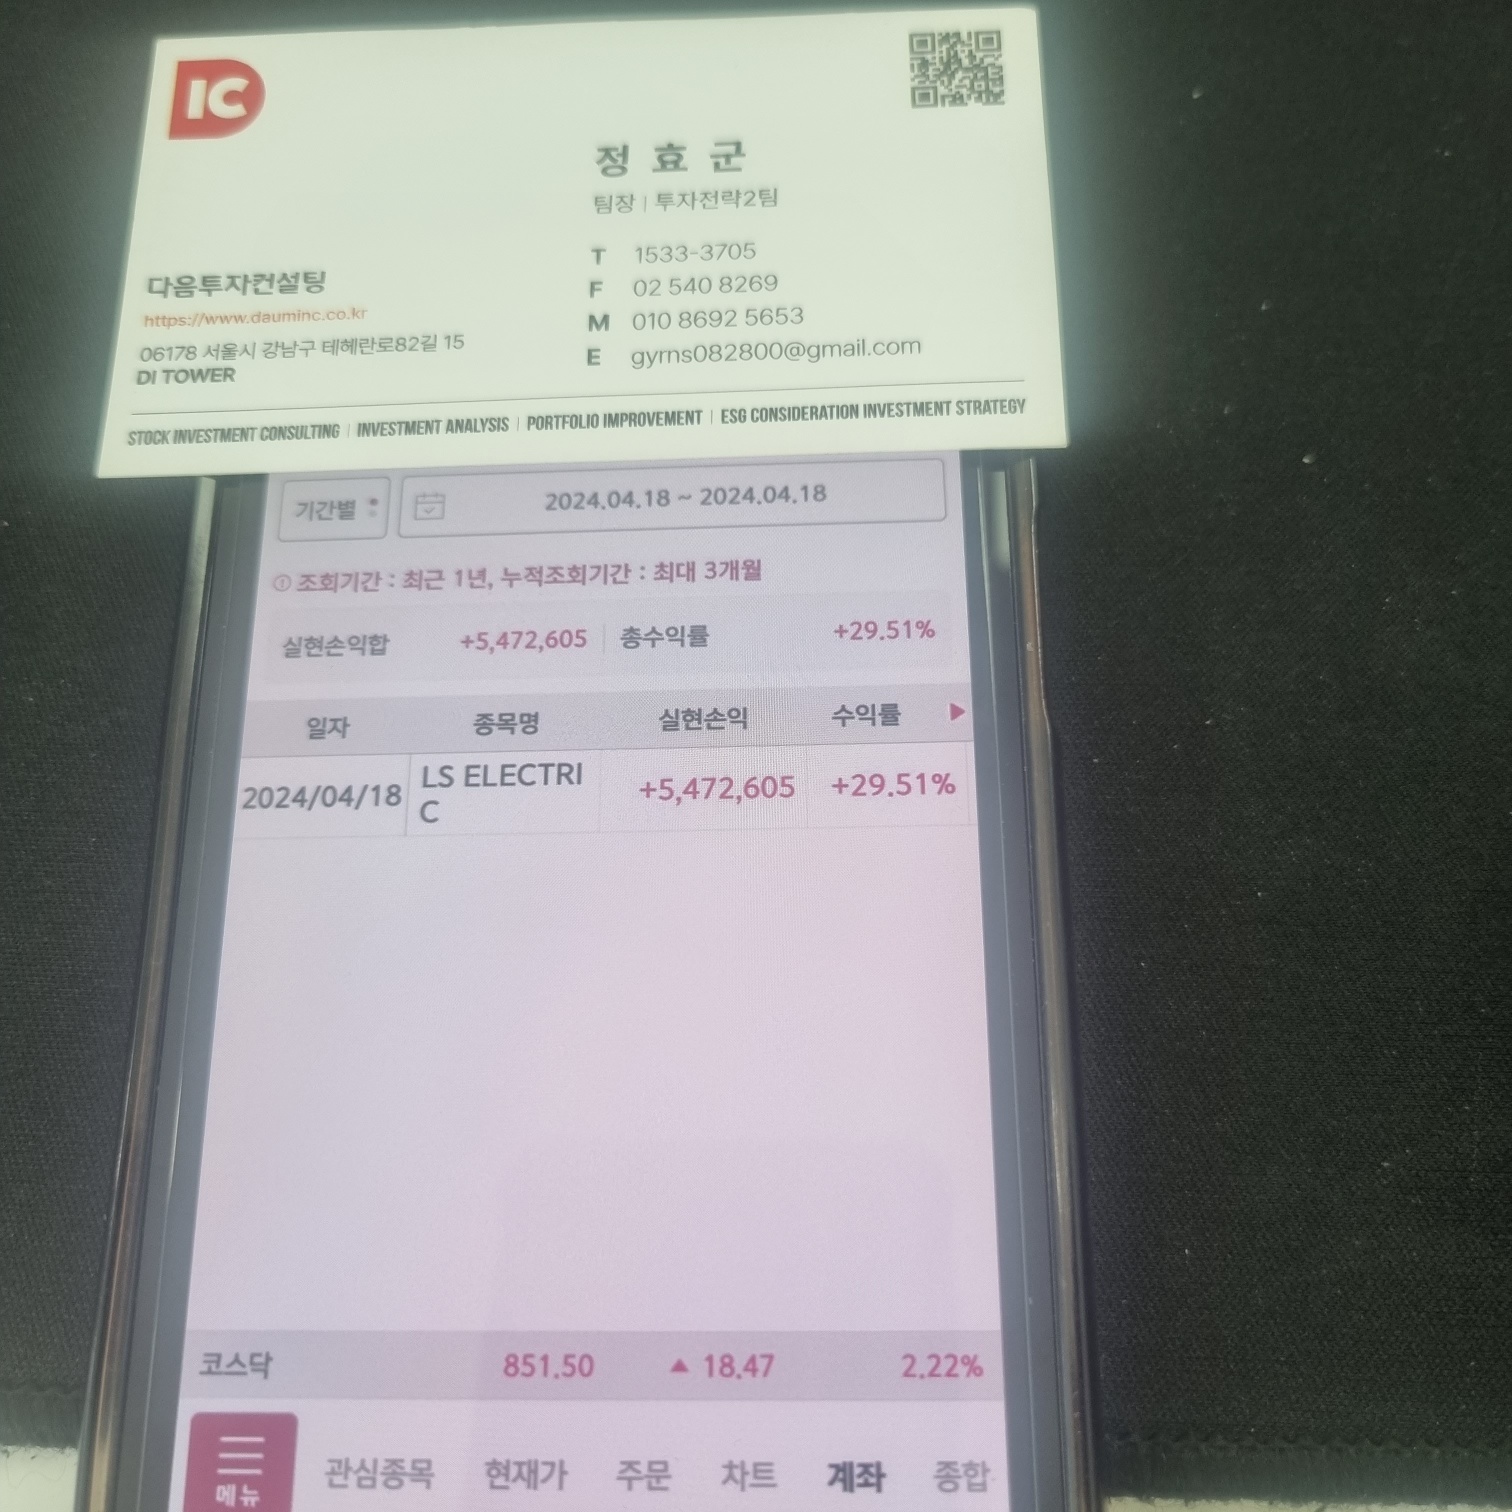 IC
정효군
팀장 | 투자전략2팀
T 1533-3705
F 02 540 8269
M 010 8692 5653
E gyrns082800@gmail.com
다음투자컨설팅
https://www.dauminc.co.kr
06178 서울시 강남구 테헤란로82길 15
DI TOWER
STOCK INVESTMENT CONSULTING | INVESTMENT ANALYSIS | PORTFOLIO IMPROVEMENT | ESG CONSIDERATION INVESTMENT STRATEGY
기간별 2024.04.18 ~ 2024.04.18
조회기간 : 최근 1년, 누적조회기간 : 최대 3개월
실현손익합 +5,472,605 총수익률 +29.51%
일자 종목명 실현손익 수익률 ▶
2024/04/18 LS ELECTRI
C +5,472,605 +29.51%
코스닥 851.50 ▲ 18.47 2.22%
메뉴 관심종목 현재가 주문 차트 계좌 종합